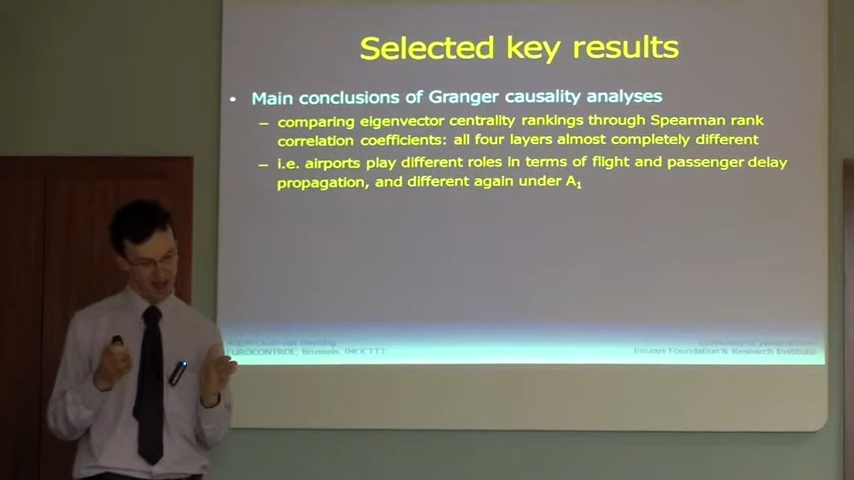 Selected key results
• Main conclusions of Granger causality analyses
– comparing eigenvector centrality rankings through Spearman rank
correlation coefficients: all four layers almost completely different
– i.e. airports play different roles in terms of flight and passenger delay
propagation, and different again under A1
EUROCONTROL, Brussels
Innaxis Foundation & Research Institute